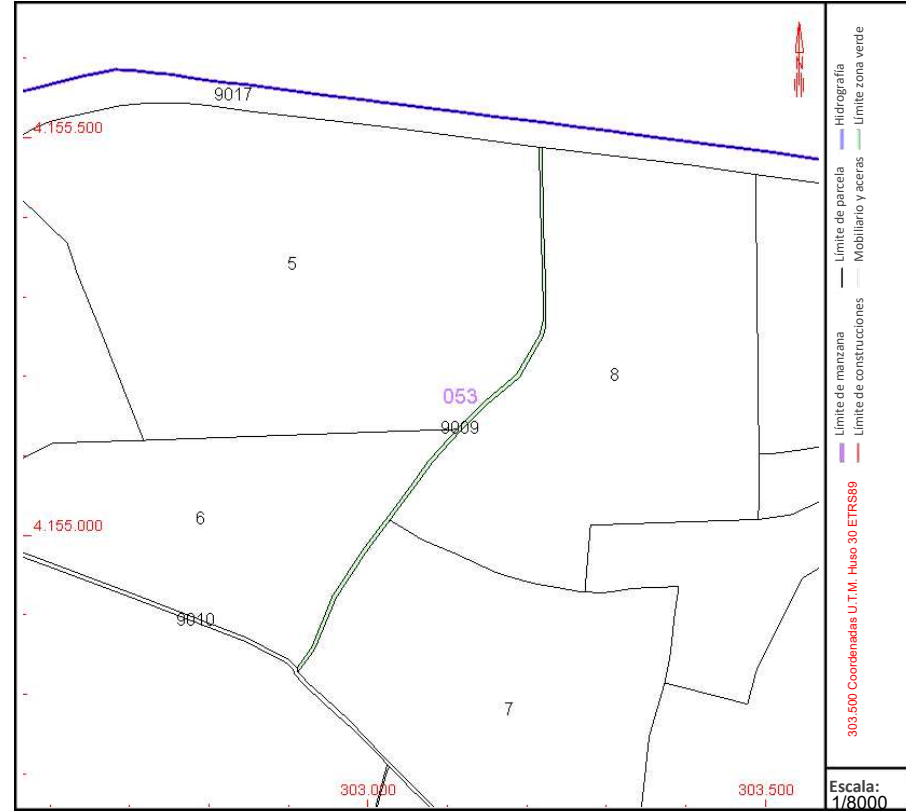 9017
4.155.500
5
8
053
9009
4.155.000
6
9010
7
303.000
303.500
N
303.500 Coordenadas U.T.M. Huso 30 ETRS89
Límite de manzana
Límite de construcciones
Límite de parcela
Mobiliario y aceras
Hidrografía
Límite zona verde
Escala:
1/8000